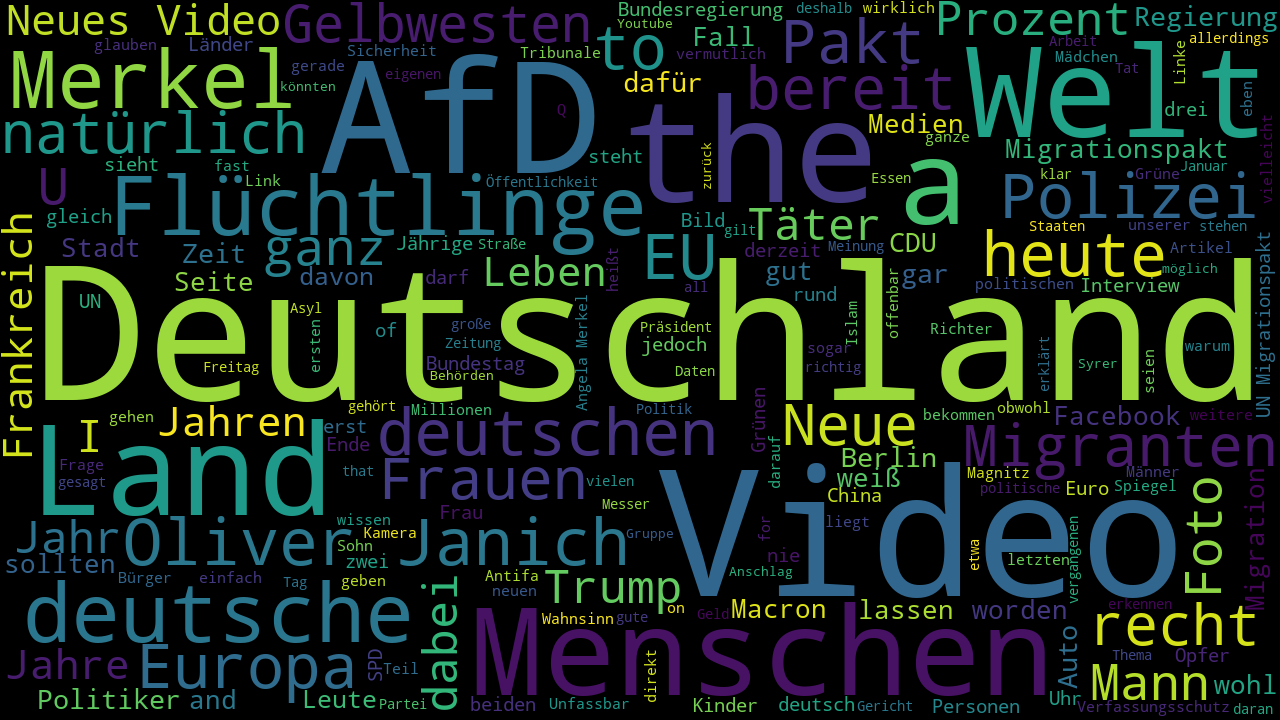 Neues Video
Gelbwesten
Bundesregierung
deshalb
wirklich
Prozent
Regierung
glauben
Länder
Sicherheit
Youtube
Tribunale
to
Fall
vermutlich
Pakt
Arbeit
allerdings
Merkel
gerade
könnten
AfD
eigenen
dafür
Mädchen
Tat
Linke
Welt
Q
the
bereit
drei
eben
natürlich
Medien
ganze
Migrationspakt
sieht
fast
steht
zurück
Januar
vielleicht
U
Link
Öffentlichkeit
Essen
a
klar
Grüne
Flüchtlinge
Polizei
gleich
Bild
gilt
Täter
Staaten
unserer
stehen
Stadt
Zeit
ganz
Jährige
Straße
EU
derzeit
Meinung
CDU
heute
Artikel
Frankreich
Seite
davon
darf
Leben
heißt
all
gut
gar
möglich
politischen
Interview
UN
Asyl
rund
offenbar
UN Migrationspakt
Deutschland
ersten
of
große
Zeitung
Angela Merkel
Präsident
jedoch
Islam
Richter
erklärt
seien
warum
Freitag
Bundestag
Behörden
Daten
sogar
richtig
Syrer
gehen
Jahren
gehört
Millionen
Politik
Grünen
Neue
bekommen
obwohl
Facebook
weitere
I
erst
Ende
deutschen
darauf
Land
Frage
gesagt
that
Frauen
vielen
Berlin
weiß
Migranten
Magnitz
Männer
politische
Euro
Spiegel
Messer
Video
China
Foto
Migration
Jahr
Oliver
Janich
wissen
Kamera
Frau
Gruppe
for
liegt
etwa
vergangenen
sollten
Sohn
zwei
nie
letzten
Bürger
einfach
Tag
geben
dabei
Antifa
neuen
Trump
Anschlag
deutsche
on
Wahnsinn
gute
Geld
Macron
lassen
worden
erkennen
recht
Menschen
Jahre
Europa
SPD
Teil
direkt
Auto
Thema
Opfer
Mann
wohl
Politiker
and
Leute
Partei
beiden
Unfassbar
Kinder
deutsch
Gericht
Personen
Uhr
Verfassungsschutz
daran